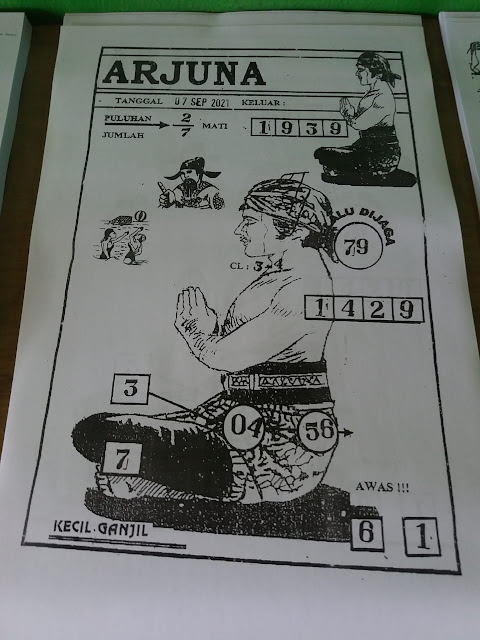 ARJUNA
TANGGAL 07 SEP 2021 KELUAR :
PULUHAN 2 MATI
JUMLAH 7
1 9 3 9
LU DIJAGA
79
CL : 3 - 4
1 4 2 9
3
04 56
7
AWAS !!!
KECIL - GANJIL
6 1